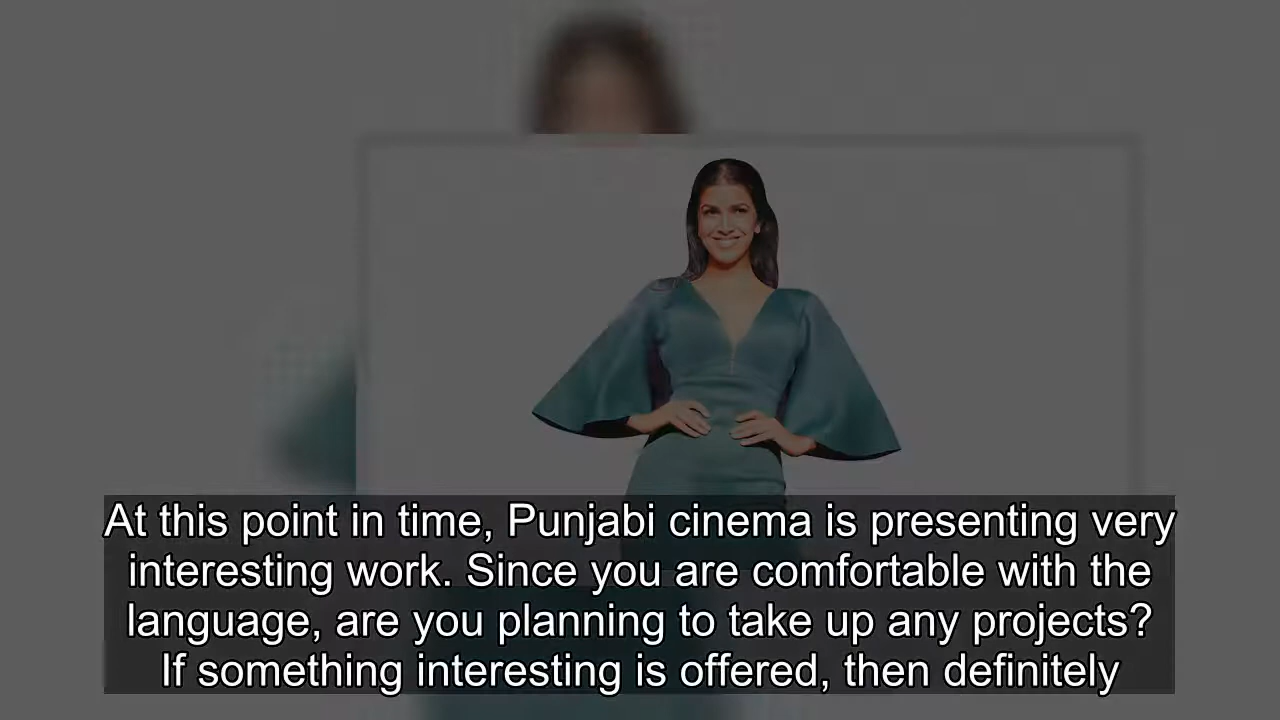 At this point in time, Punjabi cinema is presenting very
interesting work. Since you are comfortable with the
language, are you planning to take up any projects?
If something interesting is offered, then definitely